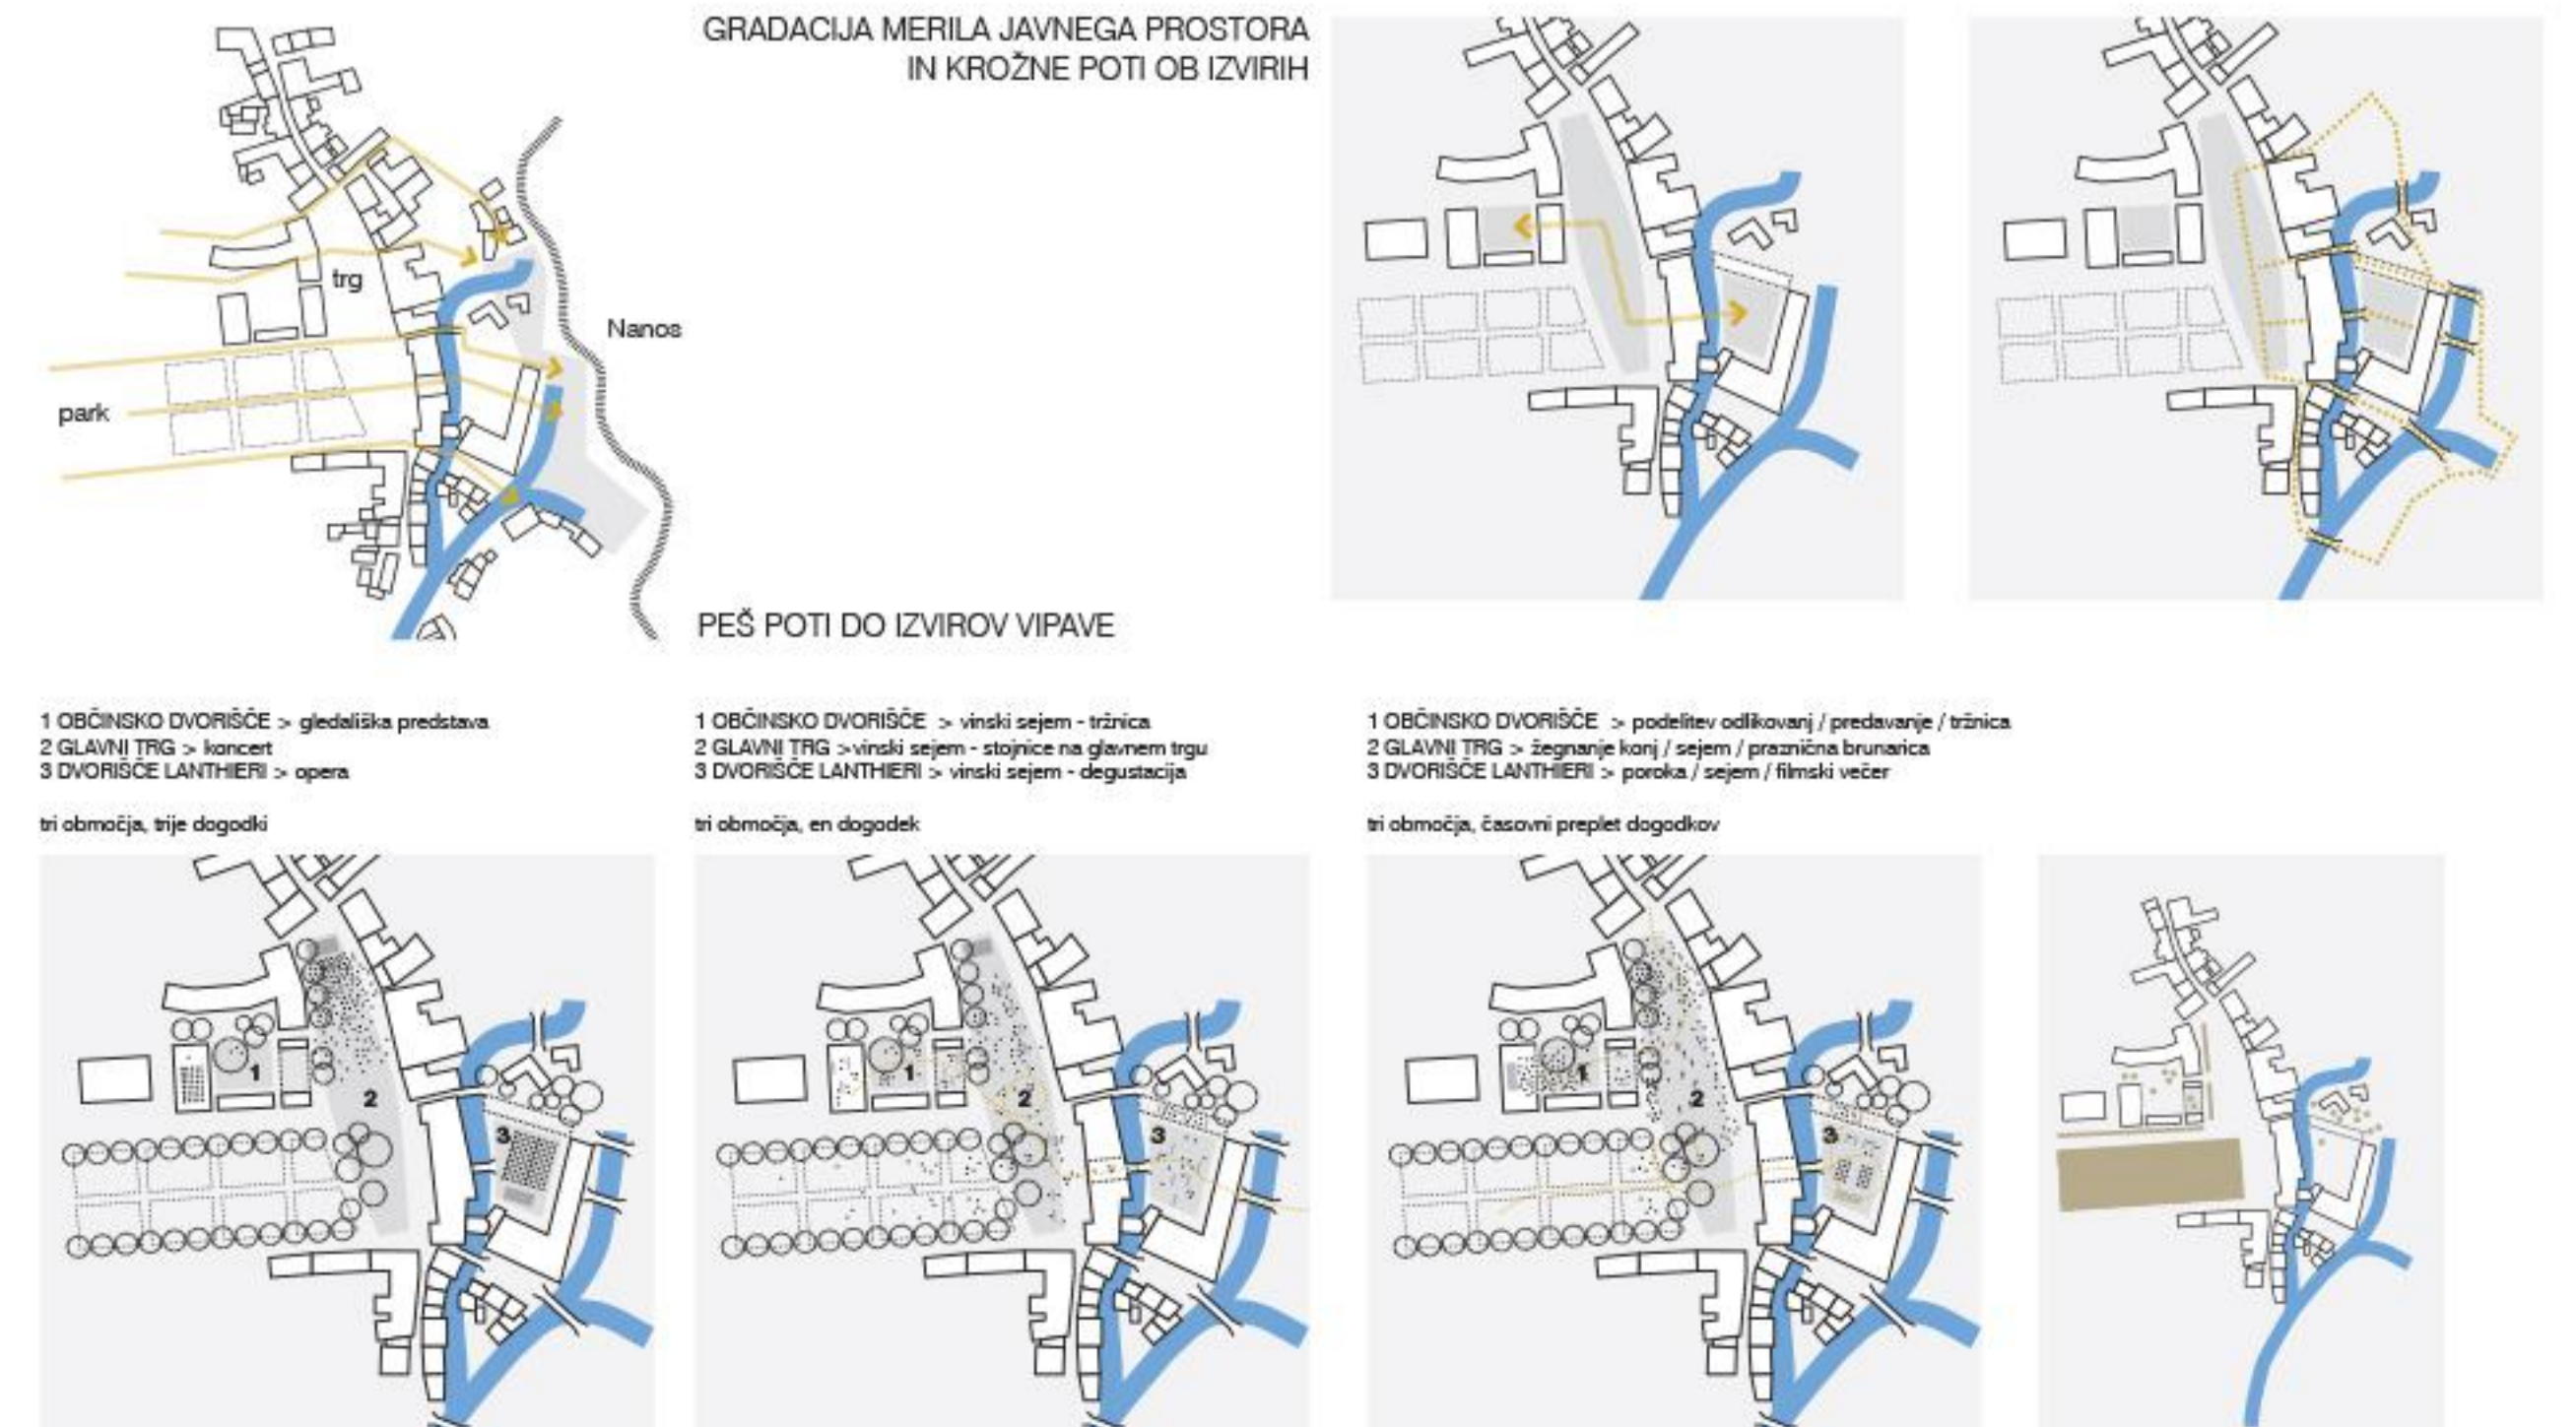 GRADACIJA MERILA JAVNEGA PROSTORA
IN KROŽNE POTI OB IZVIRIH
trg
Nanos
park
PEŠ POTI DO IZVIROV VIPAVE
1 OBČINSKO DVORIŠČE > gledališka predstava
2 GLAVNI TRG > koncert
3 DVORIŠČE LANTHIERI > opera
tri območja, trije dogodki
1 OBČINSKO DVORIŠČE > vinski sejem - tržnica
2 GLAVNI TRG >vinski sejem - stojnice na glavnem trgu
3 DVORIŠČE LANTHIERI > vinski sejem - degustacija
tri območja, en dogodek
1 OBČINSKO DVORIŠČE > podelitev odlikovanj / predavanje / tržnica
2 GLAVNI TRG > žegnanje konj / sejem / praznična brunarica
3 DVORIŠČE LANTHIERI > poroka / sejem / filmski večer
tri območja, časovni preplet dogodkov
1
2
3
1
2
3
1
2
3